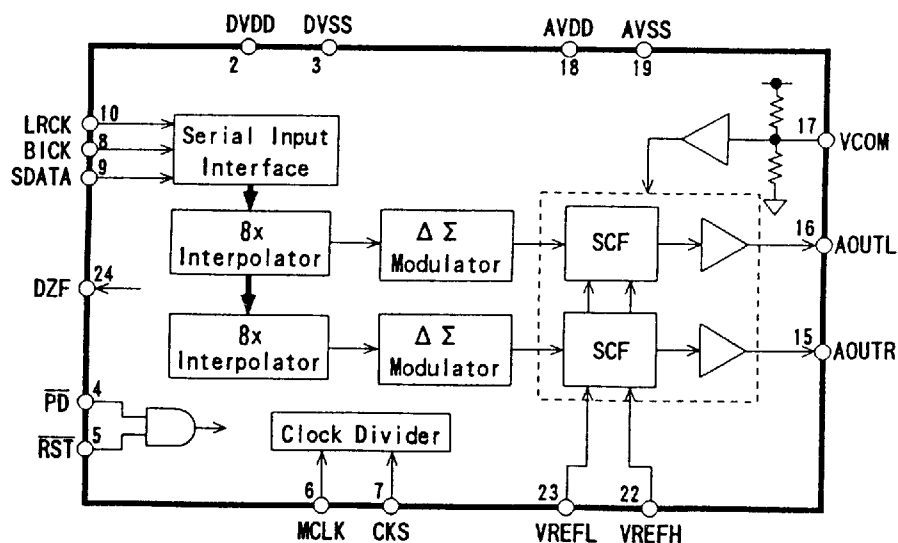 DVDD DVSS AVDD AVSS
2 3 18 19
LRCK 10
BICK 8
SDATA 9
Serial Input
Interface
17 VCOM
8x
Interpolator
ΔΣ
Modulator
SCF
16 AOUTL
DZF 24
8x
Interpolator
ΔΣ
Modulator
SCF
15 AOUTR
PD 4
RST 5
Clock Divider
6 7 23 22
MCLK CKS VREFL VREFH